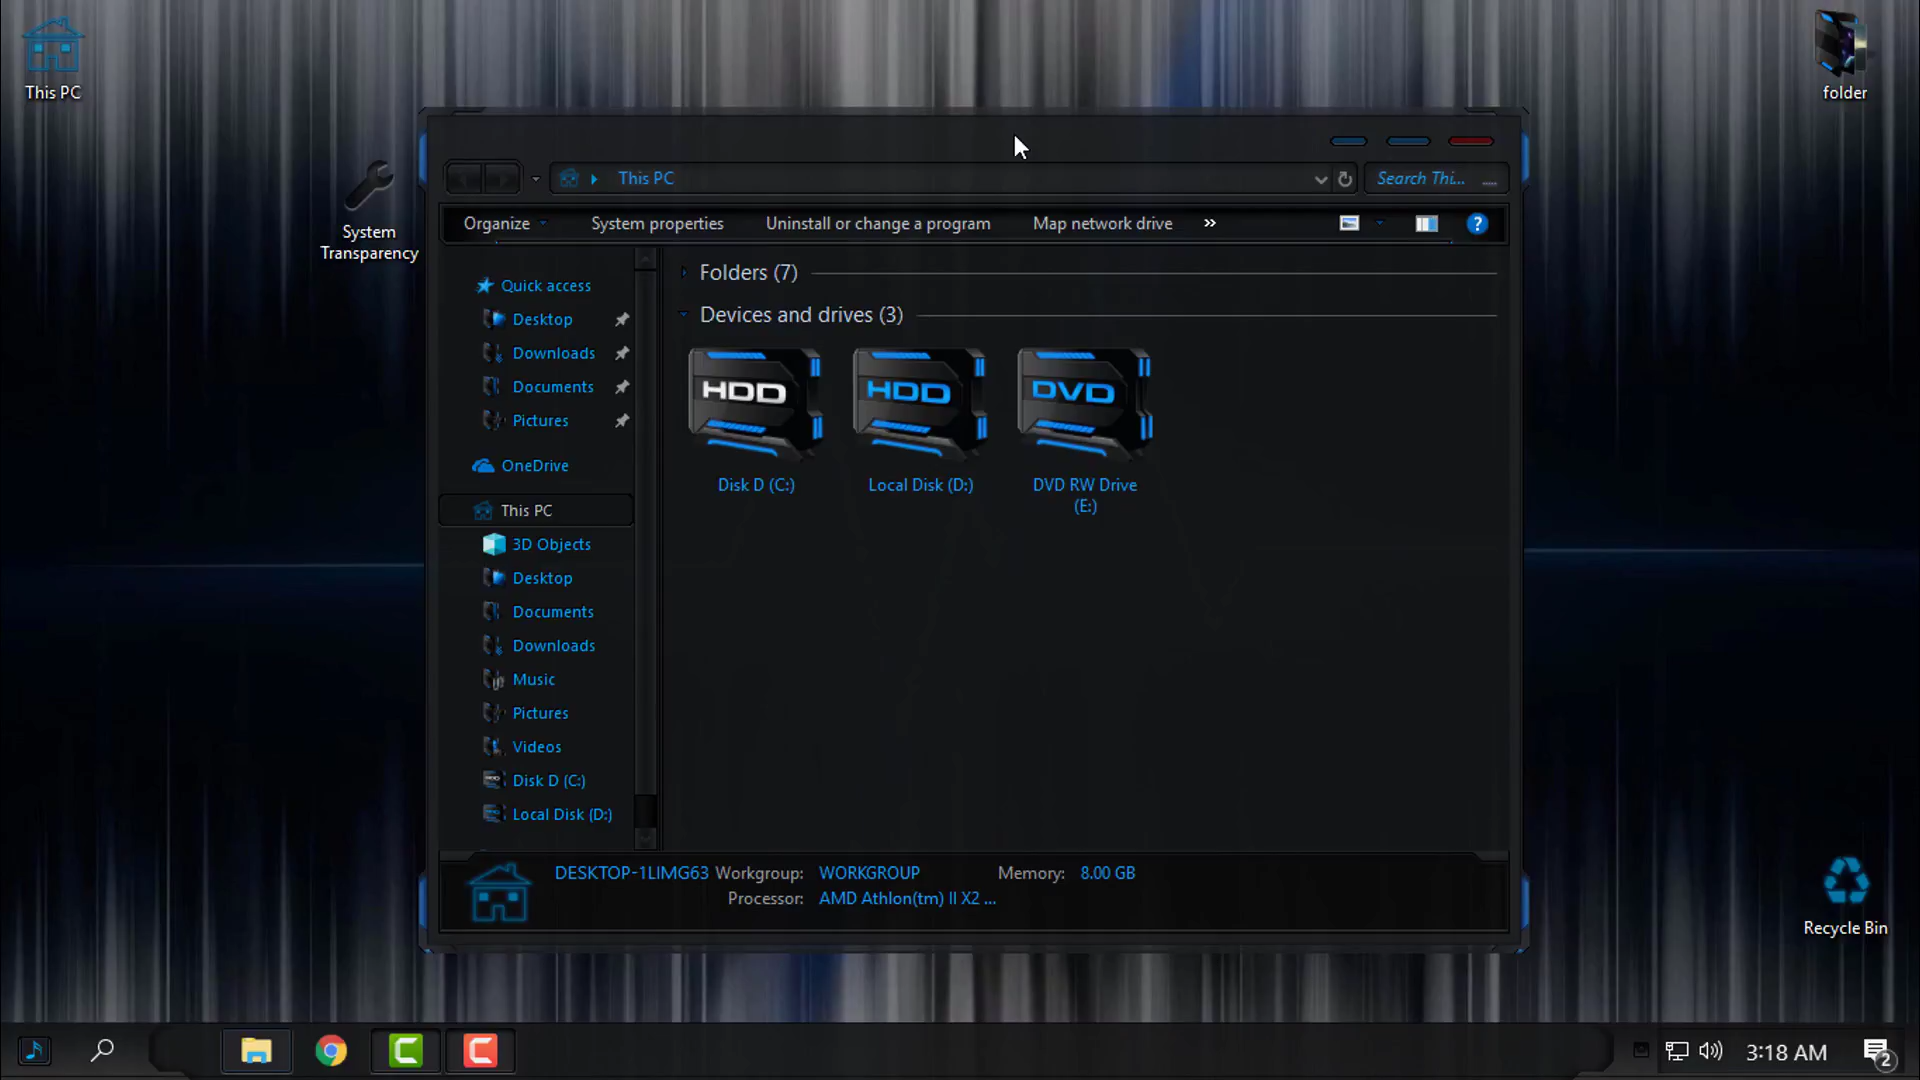 This PC
folder
System
Transparency
This PC
Search Thi...
Organize
System properties
Uninstall or change a program
Map network drive
»
?
Quick access
Desktop
Downloads
Documents
Pictures
OneDrive
This PC
3D Objects
Desktop
Documents
Downloads
Music
Pictures
Videos
Disk D (C:)
Local Disk (D:)
Folders (7)
Devices and drives (3)
HDD
HDD
DVD
Disk D (C:)
Local Disk (D:)
DVD RW Drive
(E:)
DESKTOP-1LIMG63 Workgroup: WORKGROUP Memory: 8.00 GB
Processor: AMD Athlon(tm) II X2 ...
Recycle Bin
3:18 AM
2